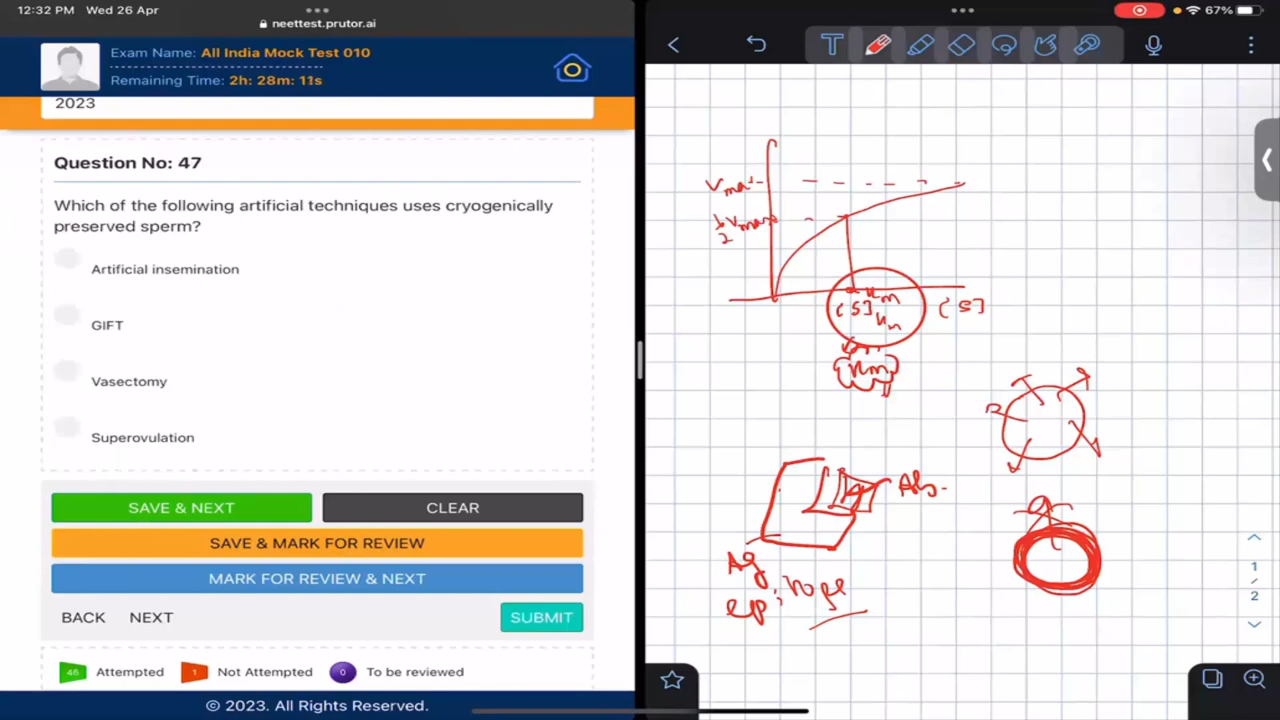 12:32 PM Wed 26 Apr
neettest.prutor.ai
67%
Exam Name: All India Mock Test 010
Remaining Time: 2h: 28m: 11s
2023
Question No: 47
Which of the following artificial techniques uses cryogenically
preserved sperm?
Artificial insemination
GIFT
Vasectomy
Superovulation
SAVE & NEXT
CLEAR
SAVE & MARK FOR REVIEW
MARK FOR REVIEW & NEXT
BACK
NEXT
SUBMIT
46 Attempted
1 Not Attempted
0 To be reviewed
© 2023. All Rights Reserved.
T
Vmax
Vmax
2
Km
[S]
[S]
Km
Ab.
Ag
1
2